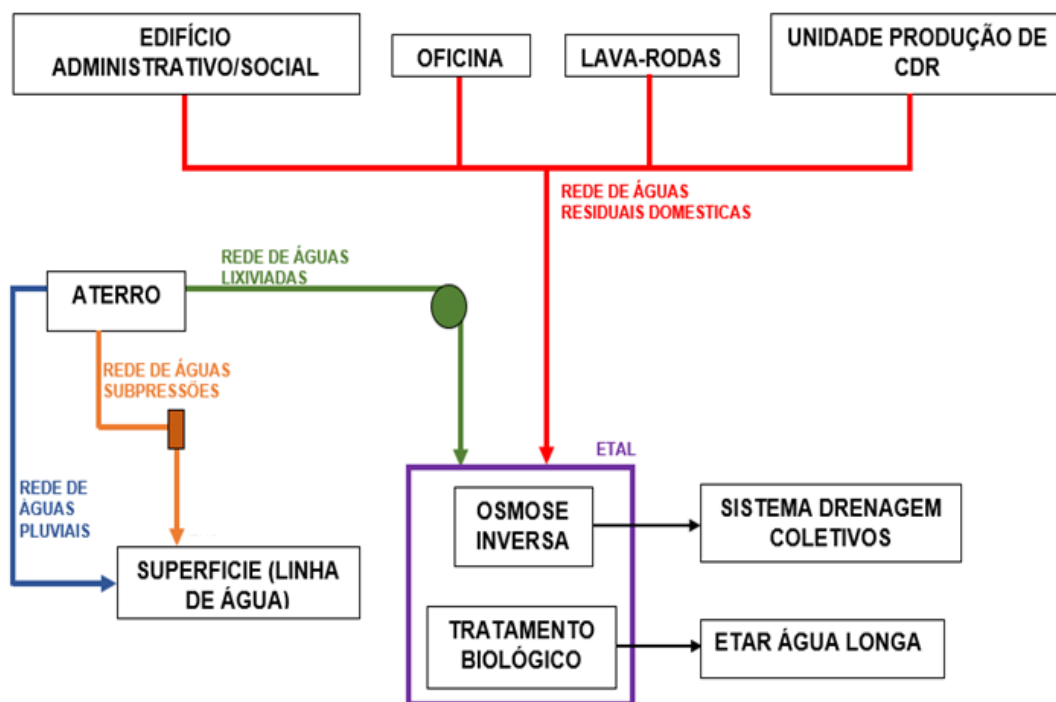 EDIFÍCIO
ADMINISTRATIVO/SOCIAL
OFICINA
LAVA-RODAS
UNIDADE PRODUÇÃO DE
CDR
REDE DE ÁGUAS
RESIDUAIS DOMESTICAS
REDE DE ÁGUAS
LIXIVIADAS
ATERRO
REDE DE ÁGUAS
SUBPRESSÕES
ETAL
REDE DE
ÁGUAS
PLUVIAIS
OSMOSE
INVERSA
SISTEMA DRENAGEM
COLETIVOS
SUPERFICIE (LINHA
DE ÁGUA)
TRATAMENTO
BIOLÓGICO
ETAR ÁGUA LONGA